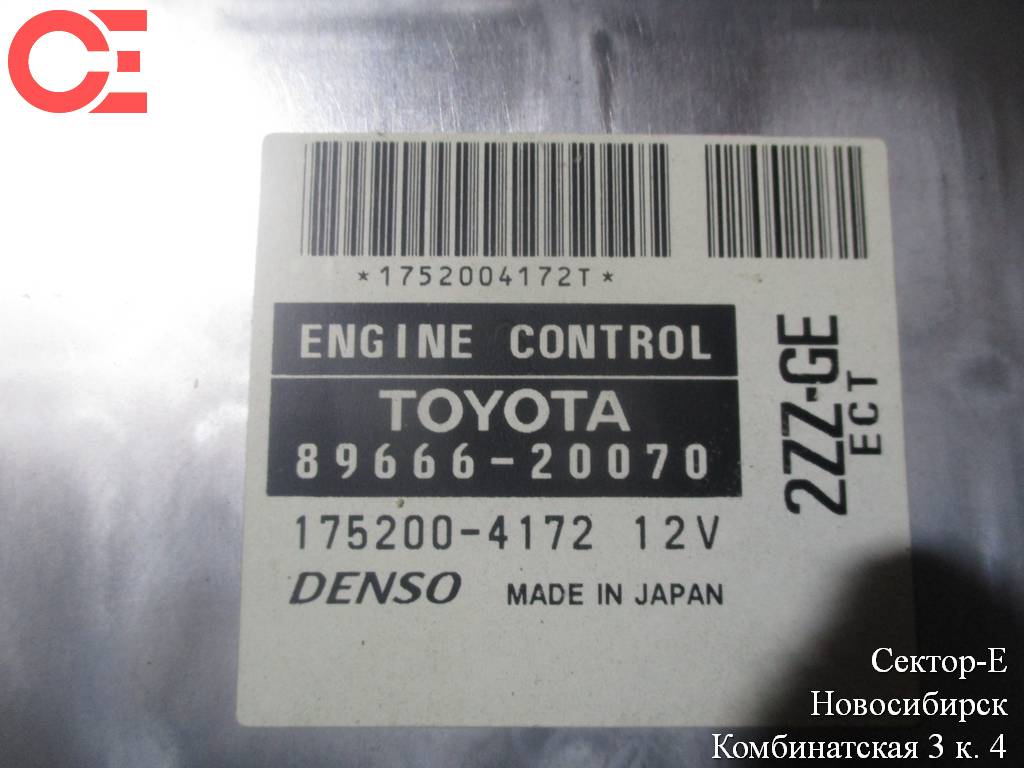 CE
*1752004172T*
ENGINE CONTROL
TOYOTA
89666-20070
175200-4172 12V
DENSO MADE IN JAPAN
2ZZ-GE
ECT
Сектор-Е
Новосибирск
Комбинатская 3 к. 4